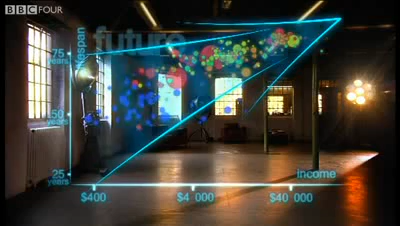 BBC FOUR
future
lifespan
75
years
50
years
25
years
income
$400
$4 000
$40 000